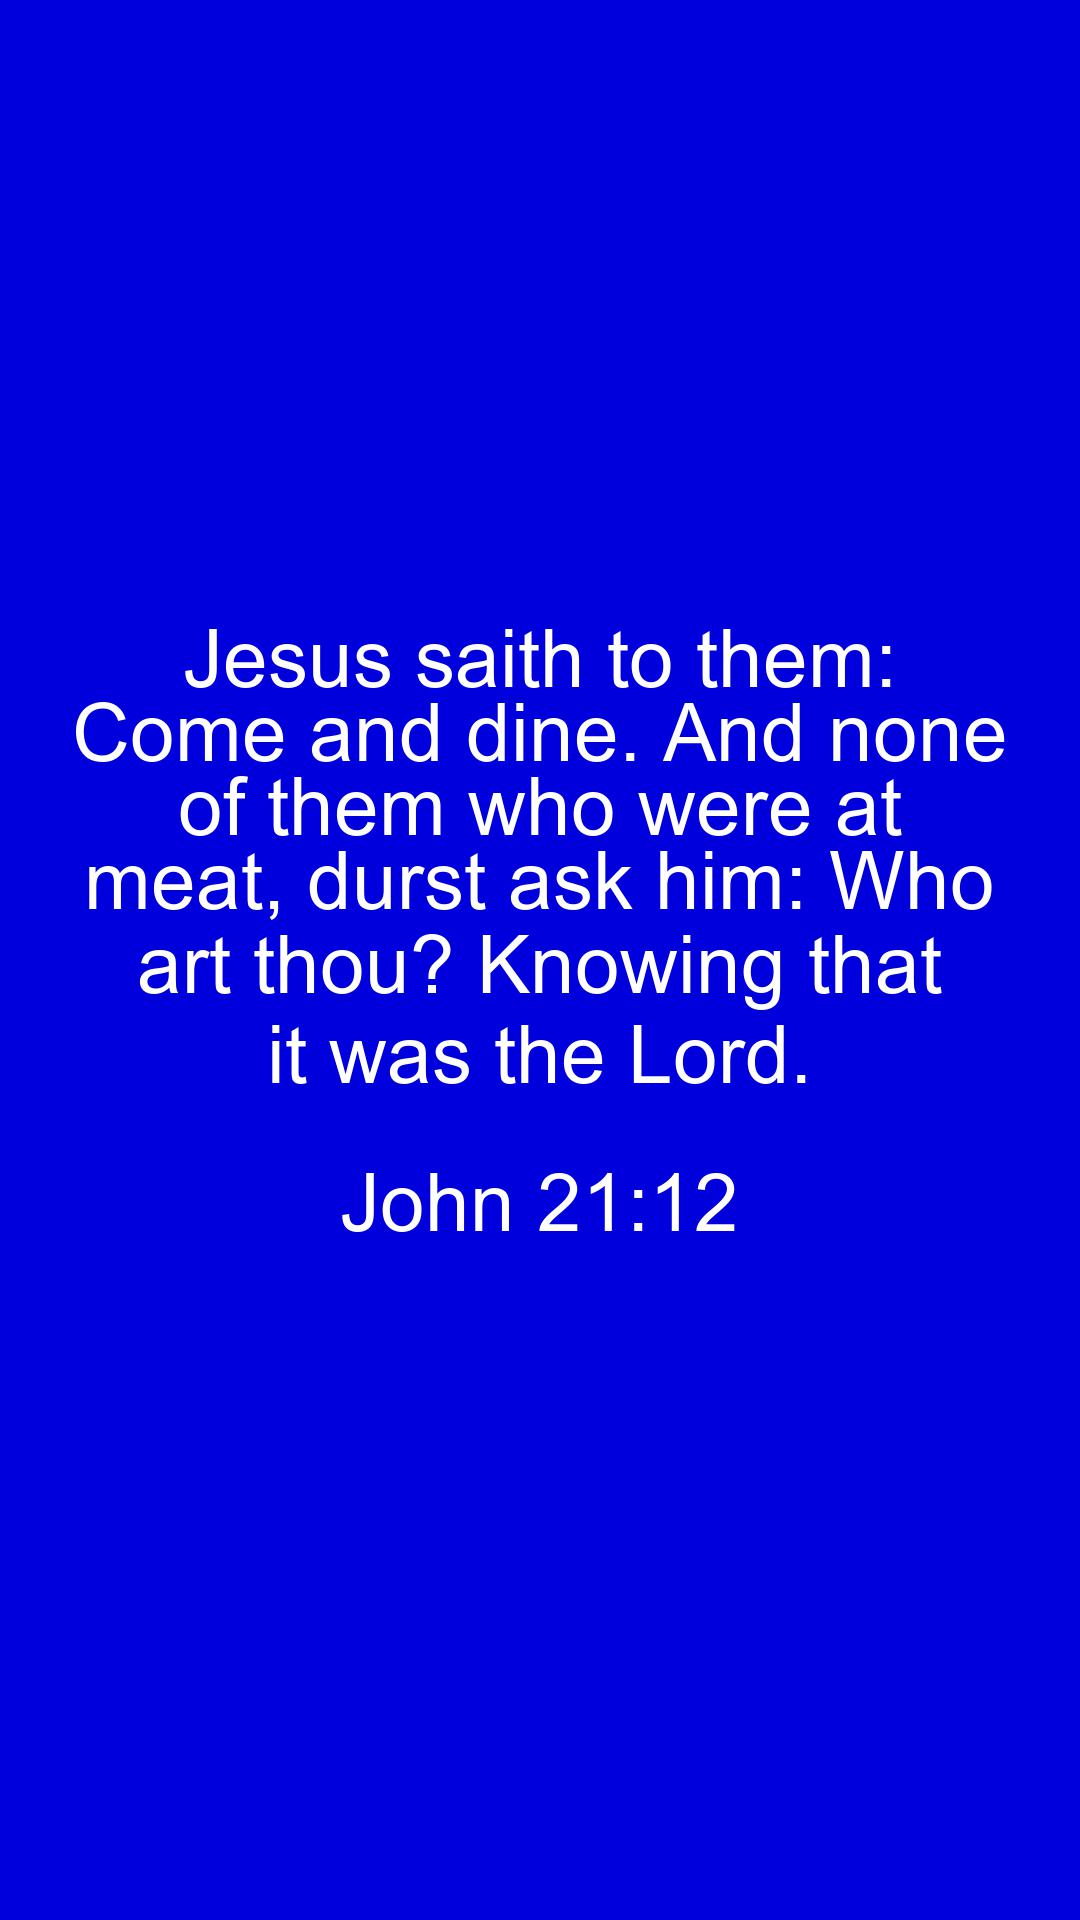 Jesus saith to them:
Come and dine. And none
of them who were at
meat, durst ask him: Who
art thou? Knowing that
it was the Lord.
John 21:12